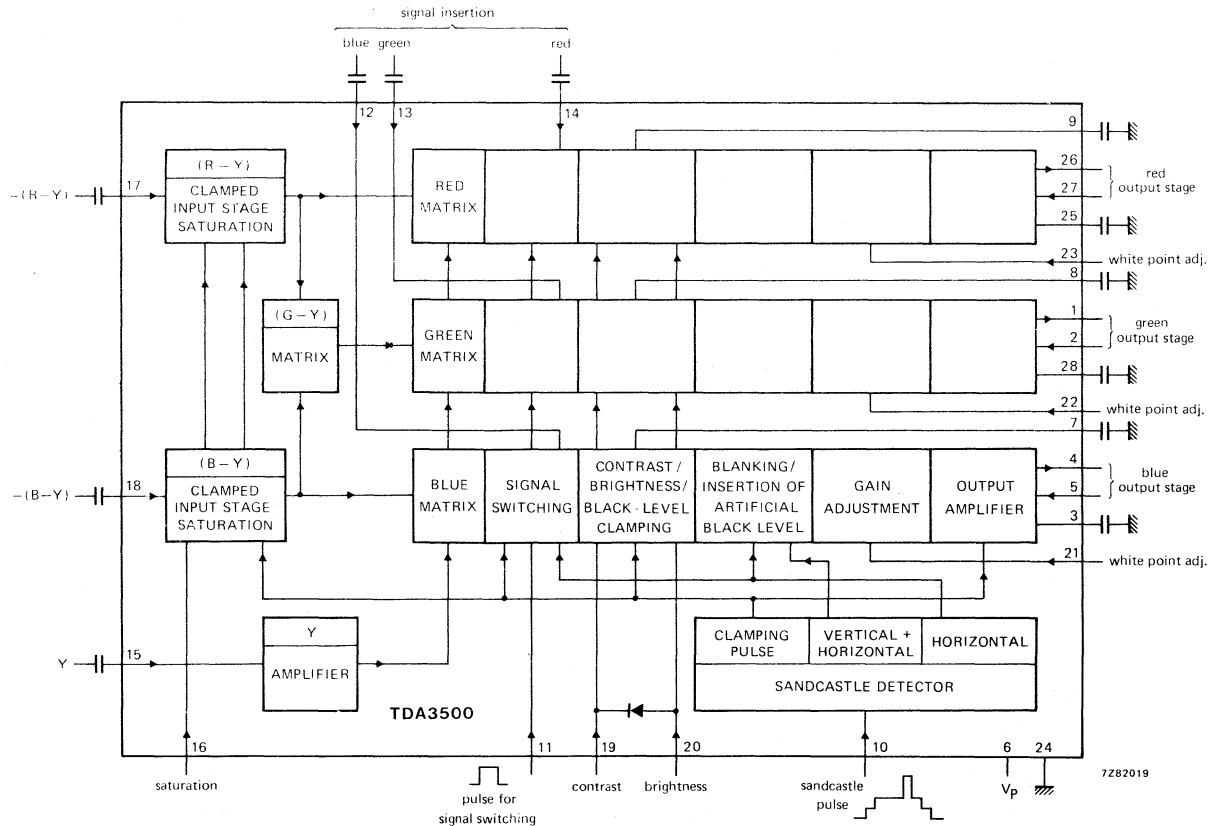 signal insertion
blue green red
12 13 14
9
(R–Y)
CLAMPED
INPUT STAGE
SATURATION
–(R–Y)
17
RED
MATRIX
26
27
red
output stage
25
23
white point adj.
8
(G–Y)
MATRIX
GREEN
MATRIX
1
2
green
output stage
28
22
white point adj.
7
(B–Y)
CLAMPED
INPUT STAGE
SATURATION
–(B–Y)
18
BLUE
MATRIX
SIGNAL
SWITCHING
CONTRAST/
BRIGHTNESS/
BLACK-LEVEL
CLAMPING
BLANKING/
INSERTION OF
ARTIFICIAL
BLACK LEVEL
GAIN
ADJUSTMENT
OUTPUT
AMPLIFIER
4
5
blue
output stage
3
21
white point adj.
Y
15
Y
AMPLIFIER
CLAMPING
PULSE
VERTICAL +
HORIZONTAL
HORIZONTAL
SANDCASTLE DETECTOR
TDA3500
16 11 19 20 10 6 24
saturation
pulse for
signal switching
contrast
brightness
sandcastle
pulse
VP
7Z82019